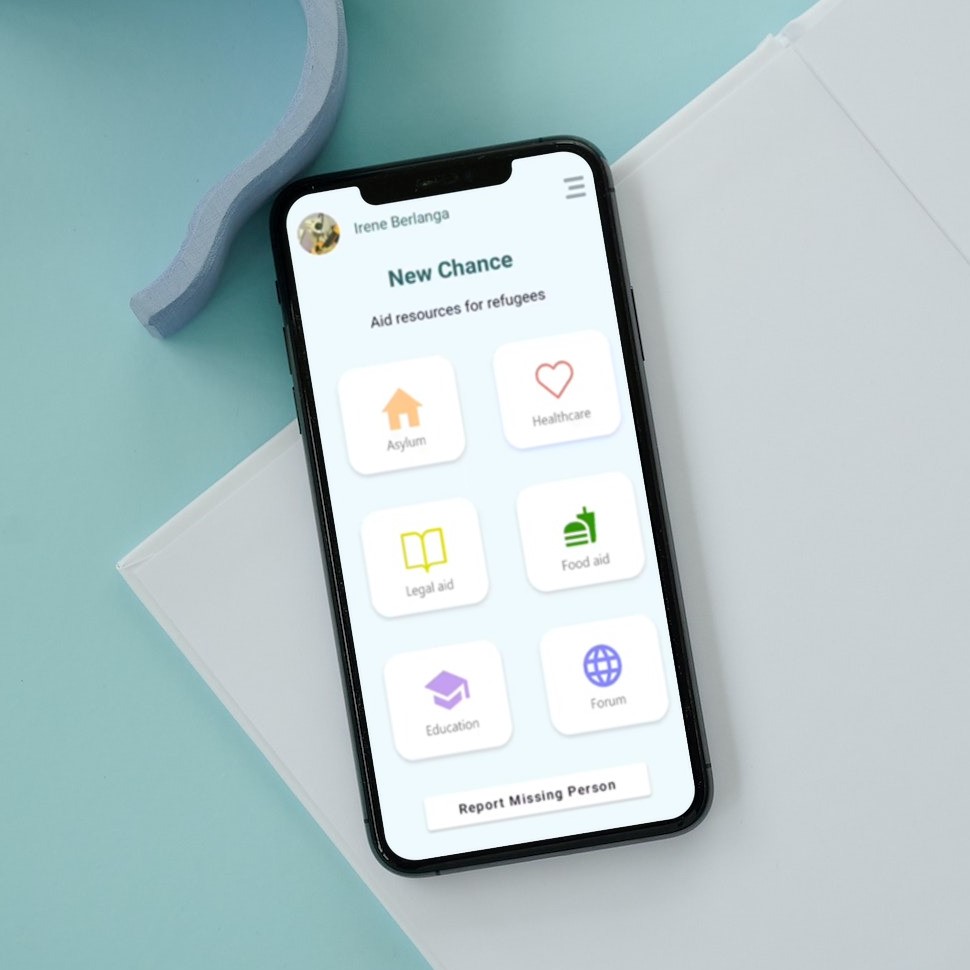 Irene Berlanga
New Chance
Aid resources for refugees
Asylum
Healthcare
Legal aid
Food aid
Education
Forum
Report Missing Person